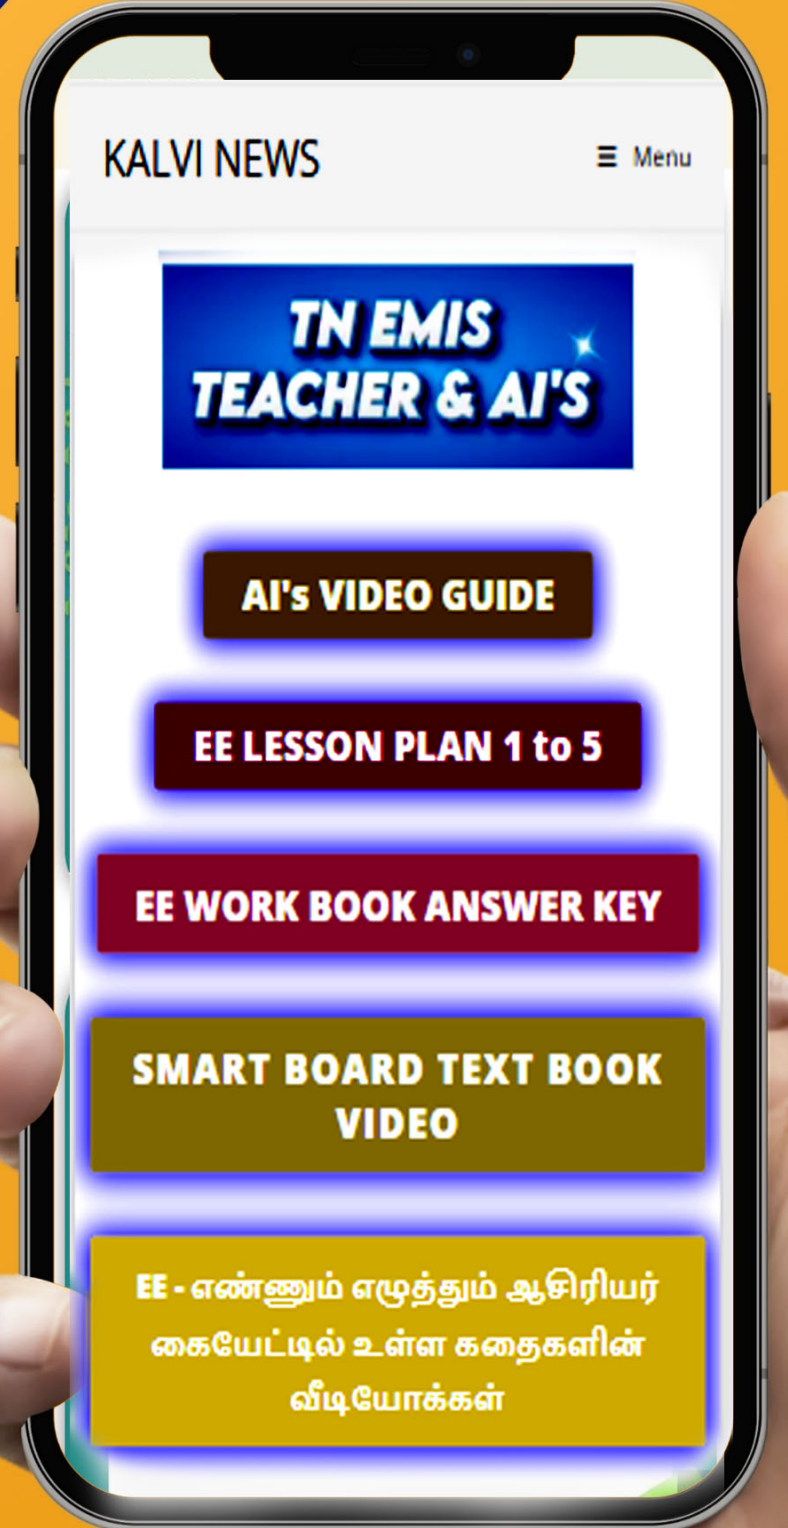 KALVI NEWS
☰ Menu
TN EMIS
TEACHER & AI'S
AI's VIDEO GUIDE
EE LESSON PLAN 1 to 5
EE WORK BOOK ANSWER KEY
SMART BOARD TEXT BOOK
VIDEO
EE - எண்ணும் எழுத்தும் ஆசிரியர்
கையேட்டில் உள்ள கதைகளின்
வீடியோக்கள்